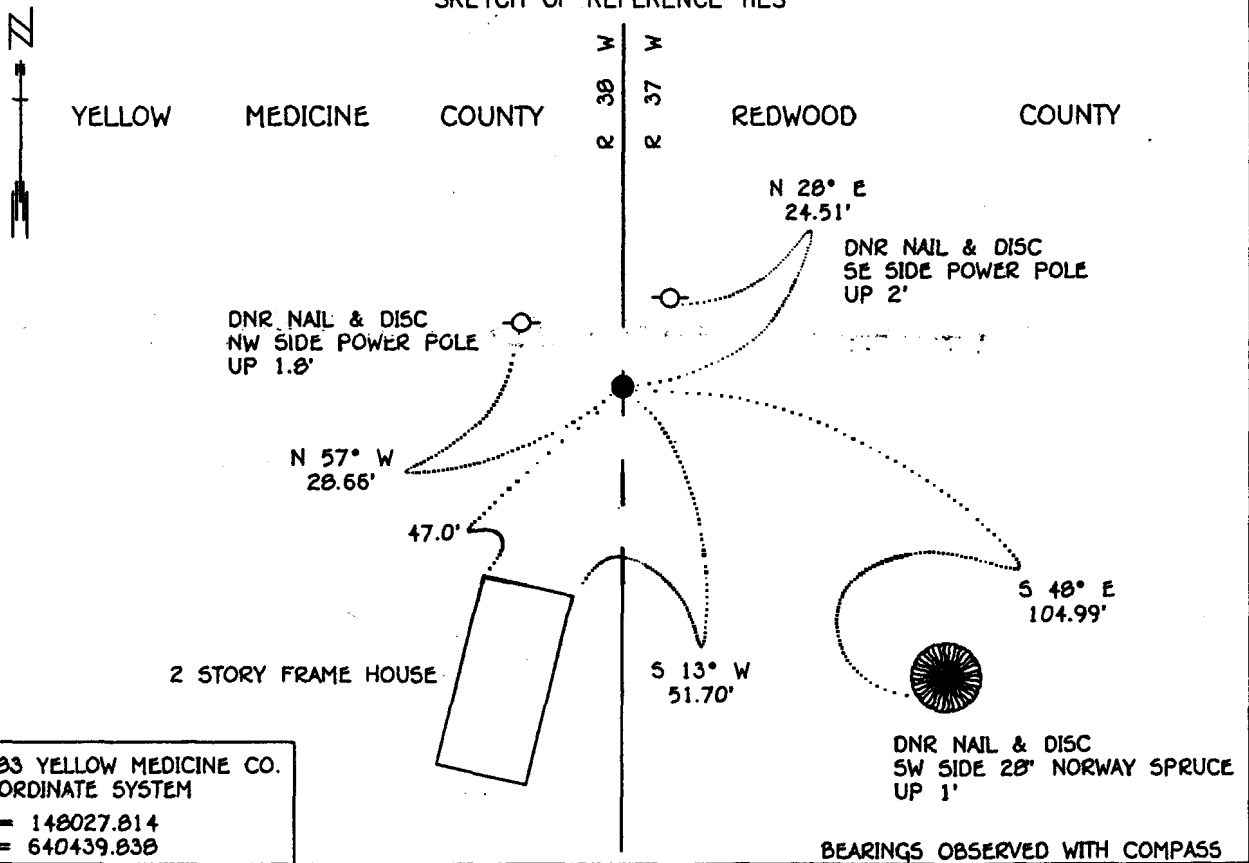 SKETCH OF REFERENCE TIES
N
R 38 W
R 37 W
YELLOW MEDICINE COUNTY
REDWOOD COUNTY
N 28° E
24.51'
DNR NAIL & DISC
SE SIDE POWER POLE
UP 2'
DNR NAIL & DISC
NW SIDE POWER POLE
UP 1.8'
N 57° W
28.66'
47.0'
S 48° E
104.99'
2 STORY FRAME HOUSE
S 13° W
51.70'
DNR NAIL & DISC
SW SIDE 28" NORWAY SPRUCE
UP 1'
83 YELLOW MEDICINE CO.
ORDINATE SYSTEM
= 148027.814
= 640439.838
BEARINGS OBSERVED WITH COMPASS